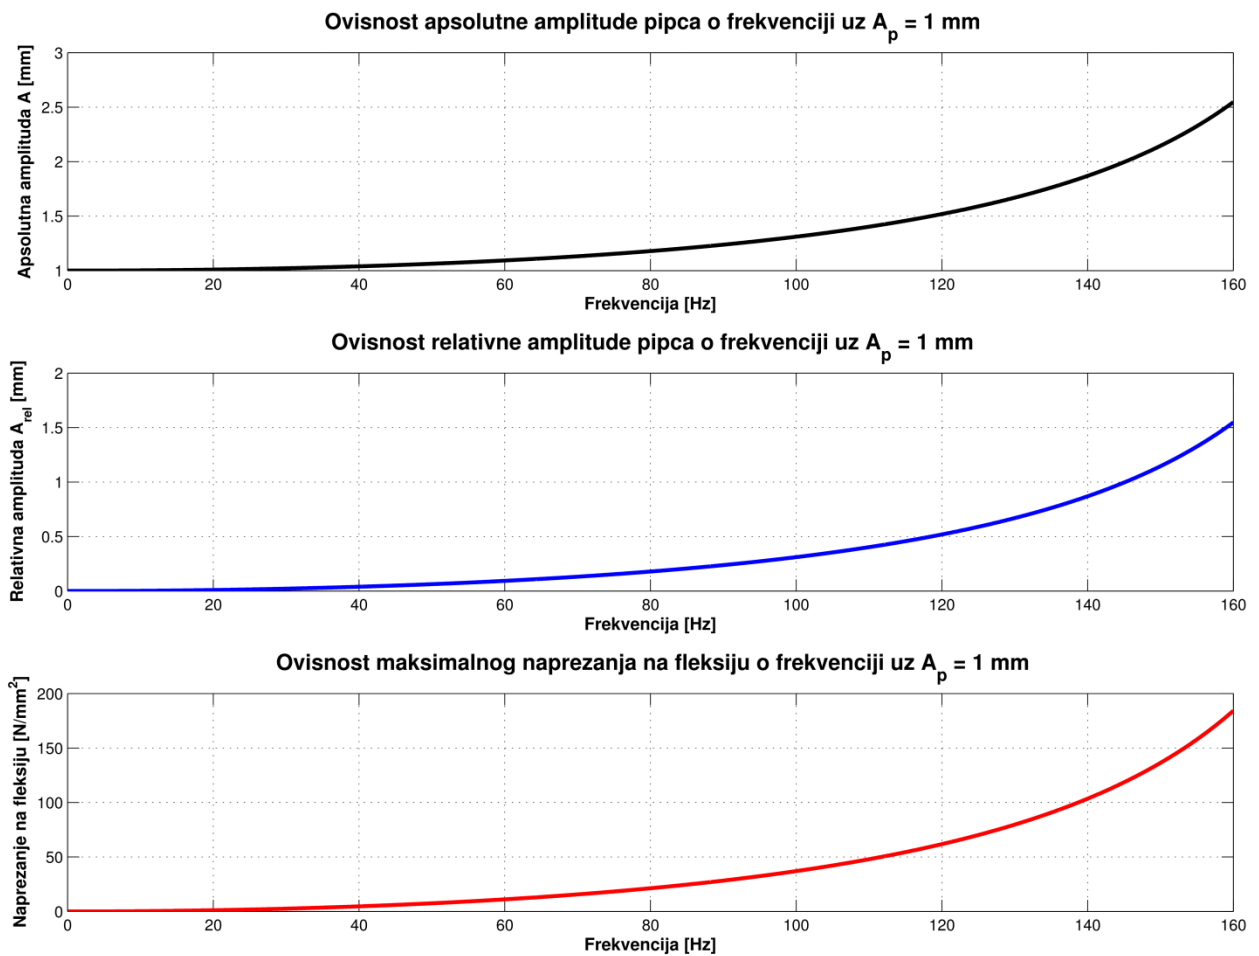 Ovisnost apsolutne amplitude pipca o frekvenciji uz A_p = 1 mm
Apsolutna amplituda A [mm]
3
2.5
2
1.5
1
0 20 40 60 80 100 120 140 160
Frekvencija [Hz]
Ovisnost relativne amplitude pipca o frekvenciji uz A_p = 1 mm
Relativna amplituda A_rel [mm]
2
1.5
1
0.5
0
0 20 40 60 80 100 120 140 160
Frekvencija [Hz]
Ovisnost maksimalnog naprezanja na fleksiju o frekvenciji uz A_p = 1 mm
Naprezanje na fleksiju [N/mm²]
200
150
100
50
0
0 20 40 60 80 100 120 140 160
Frekvencija [Hz]